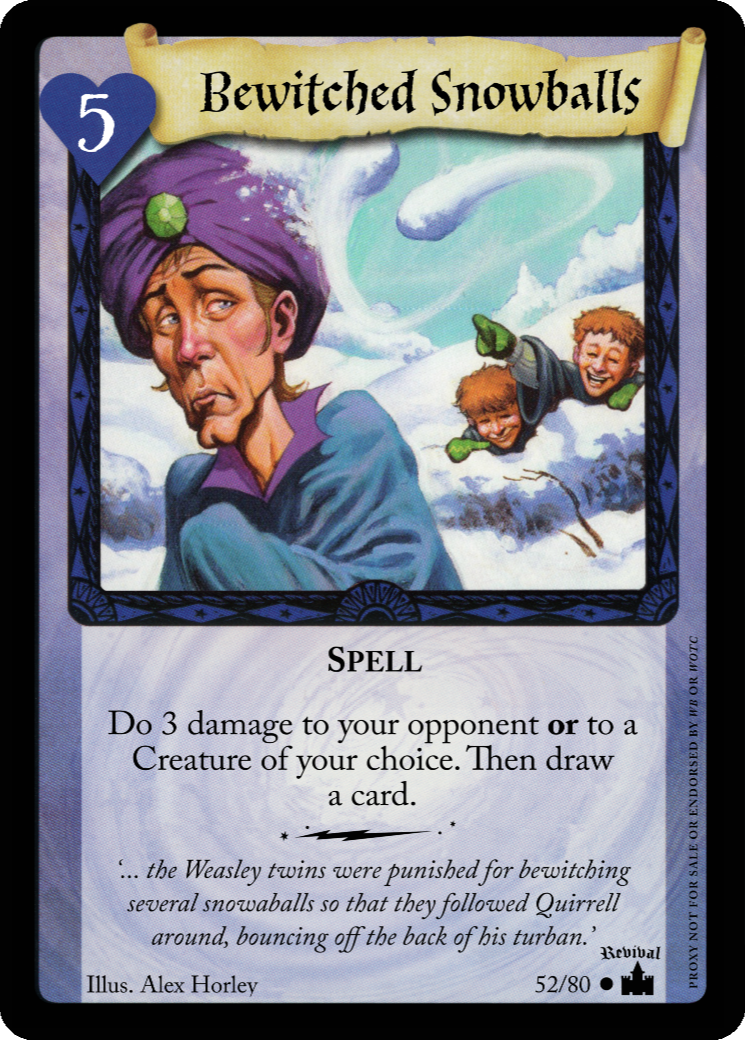 5
Bewitched Snowballs
SPELL
Do 3 damage to your opponent or to a
Creature of your choice. Then draw
a card.
‘... the Weasley twins were punished for bewitching
several snowaballs so that they followed Quirrell
around, bouncing off the back of his turban.’
Revival
Illus. Alex Horley
52/80
PROXY NOT FOR SALE OR ENDORSED BY WB OR WOTC